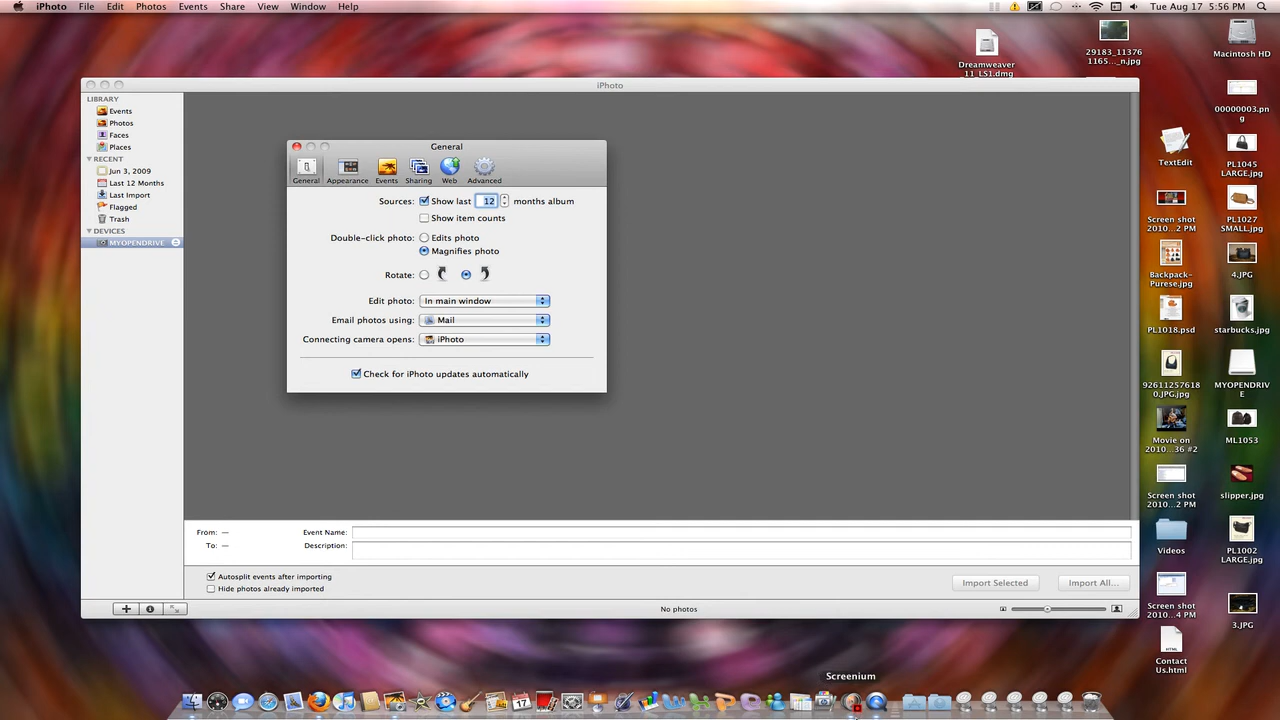 iPhoto File Edit Photos Events Share View Window Help Tue Aug 17 5:56 PM
Macintosh HD
29183_11376
1165..._n.jpg
Dreamweaver
_11_LS1.dmg
iPhoto
LIBRARY
Events
Photos
Faces
Places
RECENT
Jun 3, 2009
Last 12 Months
Last Import
Flagged
Trash
DEVICES
MYOPENDRIVE
General
General Appearance Events Sharing Web Advanced
Sources: Show last 12 months album
Show item counts
Double-click photo: Edits photo
Magnifies photo
Rotate:
Edit photo: In main window
Email photos using: Mail
Connecting camera opens: iPhoto
Check for iPhoto updates automatically
From: — Event Name:
To: — Description:
Autosplit events after importing
Hide photos already imported
Import Selected Import All...
No photos
00000003.pn
g
TextEdit
PL1045
LARGE.jpg
Screen shot
2010...2 PM
PL1027
SMALL.jpg
Backpack-
Purese.jpg
4.JPG
PL1018.psd
starbucks.jpg
92611257618
0.JPG.jpg
MYOPENDRIV
E
Movie on
2010...36 #2
ML1053
Screen shot
2010...2 PM
slipper.jpg
Videos
PL1002
LARGE.jpg
Screen shot
2010...4 PM
3.JPG
HTML
Contact
Us.html
Screenium
17